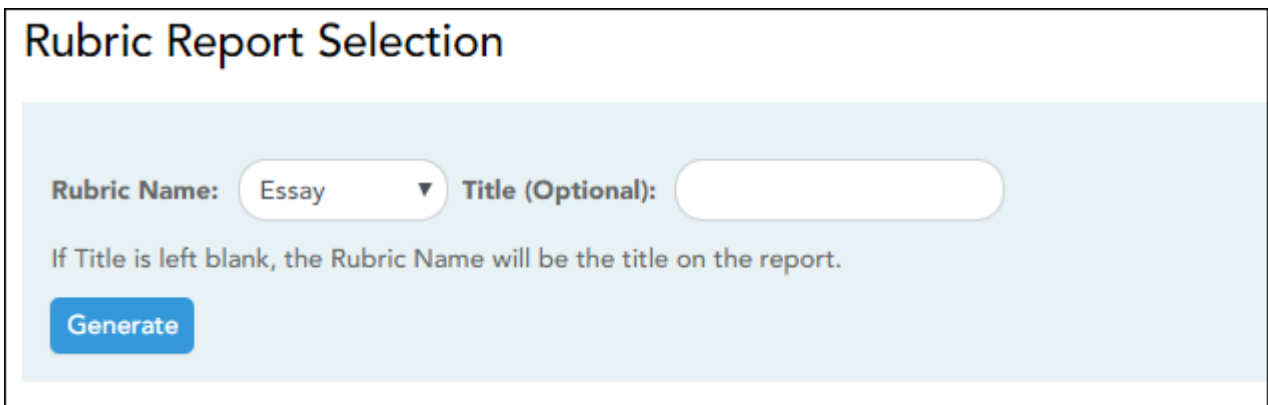 Rubric Report Selection
Rubric Name: Essay Title (Optional):
If Title is left blank, the Rubric Name will be the title on the report.
Generate